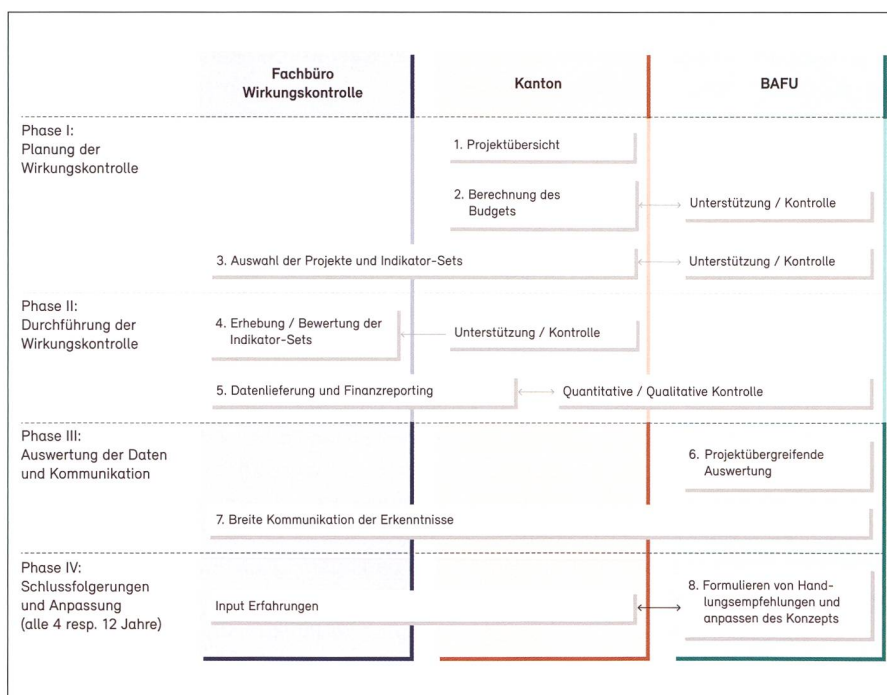 Fachbüro
Wirkungskontrolle
Kanton
BAFU
Phase I:
Planung der
Wirkungskontrolle
1. Projektübersicht
2. Berechnung des
Budgets
Unterstützung / Kontrolle
3. Auswahl der Projekte und Indikator-Sets
Unterstützung / Kontrolle
Phase II:
Durchführung der
Wirkungskontrolle
4. Erhebung / Bewertung der
Indikator-Sets
Unterstützung / Kontrolle
5. Datenlieferung und Finanzreporting
Quantitative / Qualitative Kontrolle
Phase III:
Auswertung der Daten
und Kommunikation
6. Projektübergreifende
Auswertung
7. Breite Kommunikation der Erkenntnisse
Phase IV:
Schlussfolgerungen
und Anpassung
(alle 4 resp. 12 Jahre)
Input Erfahrungen
8. Formulieren von Hand-
lungsempfehlungen und
anpassen des Konzepts